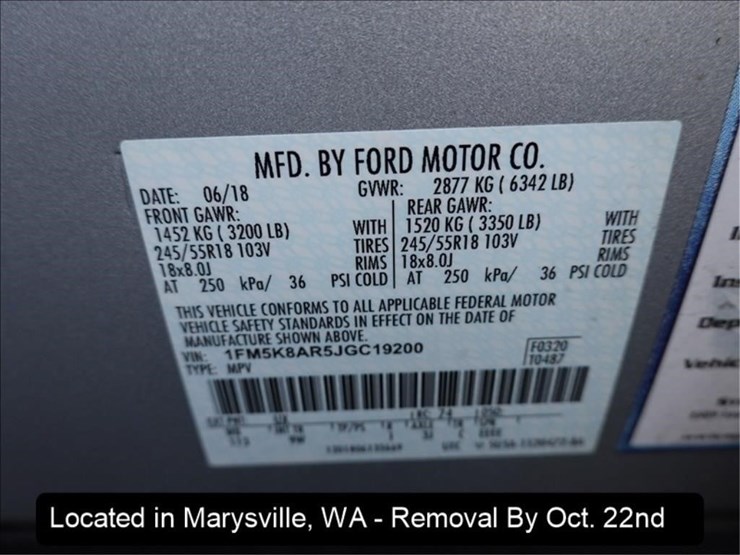 MFD. BY FORD MOTOR CO.
DATE: 06/18
GVWR: 2877 KG ( 6342 LB)
FRONT GAWR:
1452 KG ( 3200 LB) WITH
245/55R18 103V TIRES
18x8.0J RIMS
AT 250 kPa/ 36 PSI COLD
REAR GAWR:
1520 KG ( 3350 LB) WITH
245/55R18 103V TIRES
18x8.0J RIMS
AT 250 kPa/ 36 PSI COLD
THIS VEHICLE CONFORMS TO ALL APPLICABLE FEDERAL MOTOR
VEHICLE SAFETY STANDARDS IN EFFECT ON THE DATE OF
MANUFACTURE SHOWN ABOVE.
VIN: 1FM5K8AR5JGC19200
TYPE: MPV
F0320
T0487
Located in Marysville, WA - Removal By Oct. 22nd